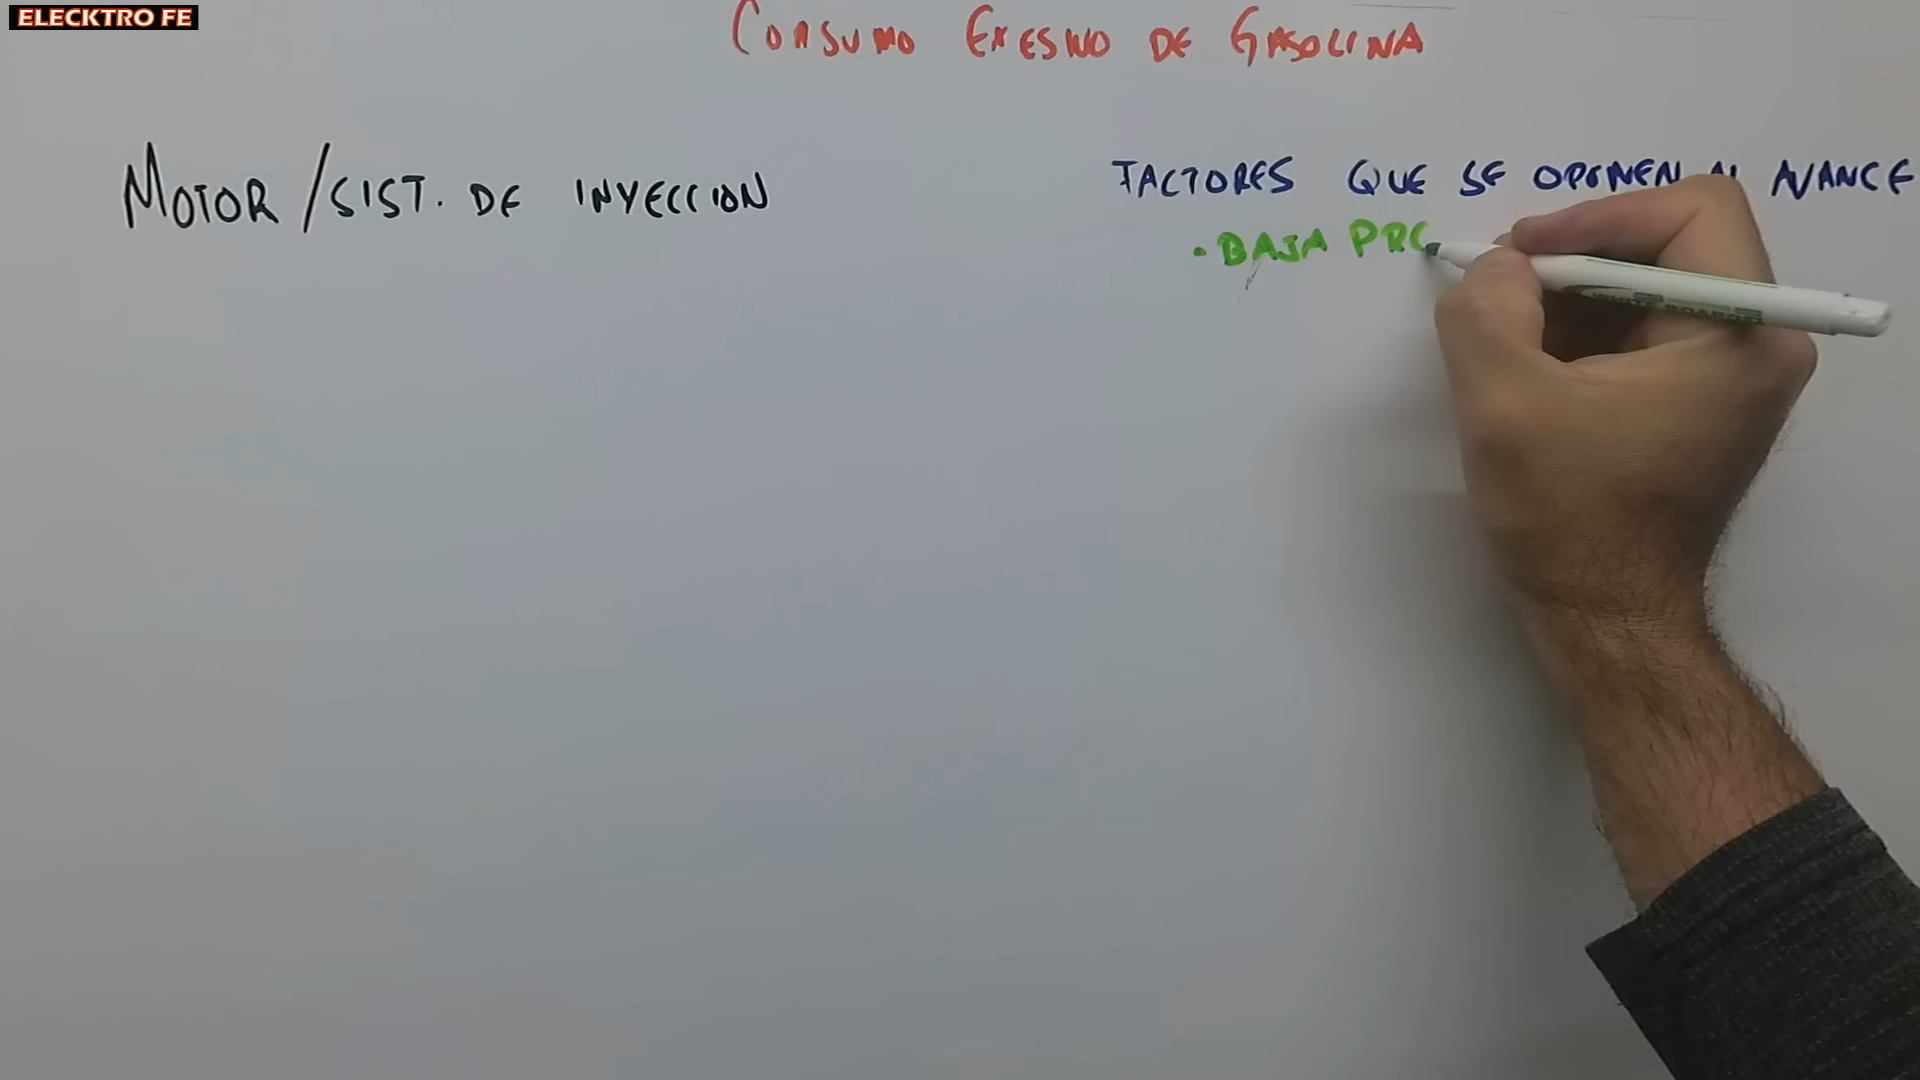 ELECKTRO FE
CONSUMO EXESIVO DE GASOLINA
MOTOR/SIST. DE INYECCION
FACTORES QUE SE OPONEN AL AVANCE
• BAJA PRE